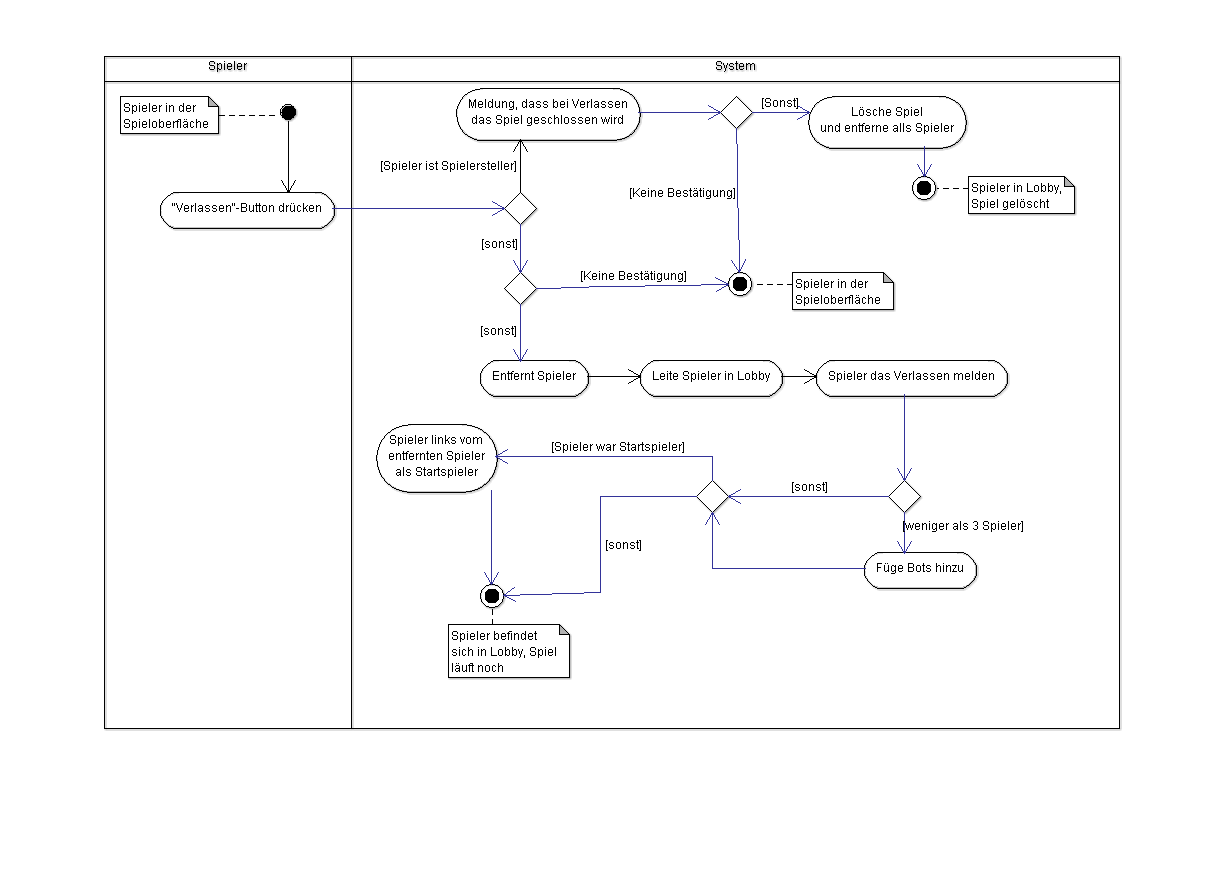 Spieler
System
Spieler in der
Spieloberfläche
Meldung, dass bei Verlassen
das Spiel geschlossen wird
[Sonst]
Lösche Spiel
und entferne alls Spieler
[Spieler ist Spielersteller]
[Keine Bestätigung]
Spieler in Lobby,
Spiel gelöscht
"Verlassen"-Button drücken
[sonst]
[Keine Bestätigung]
Spieler in der
Spieloberfläche
[sonst]
Entfernt Spieler
Leite Spieler in Lobby
Spieler das Verlassen melden
Spieler links vom
entfernten Spieler
als Startspieler
[Spieler war Startspieler]
[sonst]
[weniger als 3 Spieler]
[sonst]
Füge Bots hinzu
Spieler befindet
sich in Lobby, Spiel
läuft noch